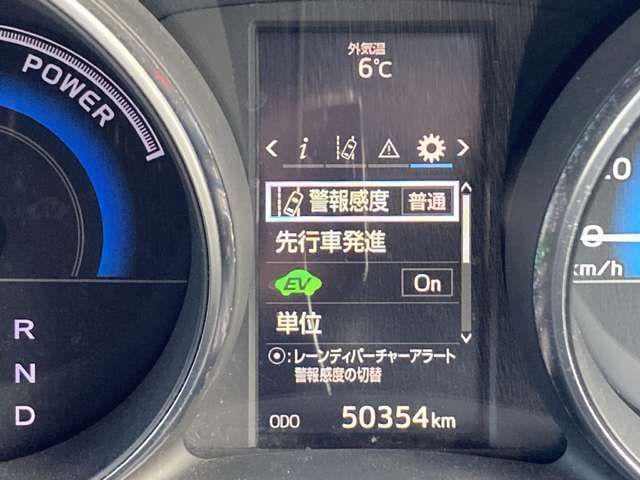 POWER
外気温
6℃
< i >
警報感度 普通
先行車発進
EV On
単位
⦿:レーンディパーチャーアラート
警報感度の切替
ODO 50354km
R
N
D
.0
0
km/h